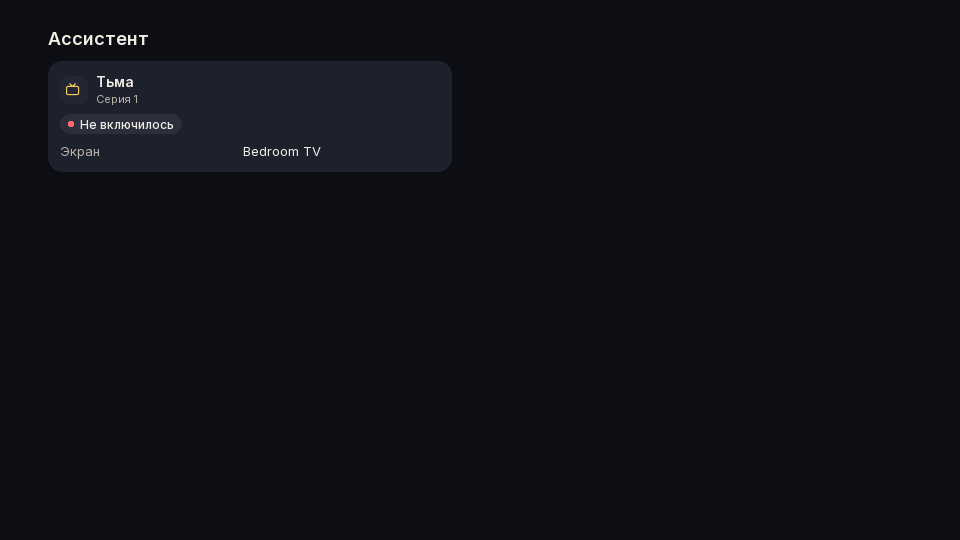 Ассистент
Тьма
Серия 1
Не включилось
Экран Bedroom TV